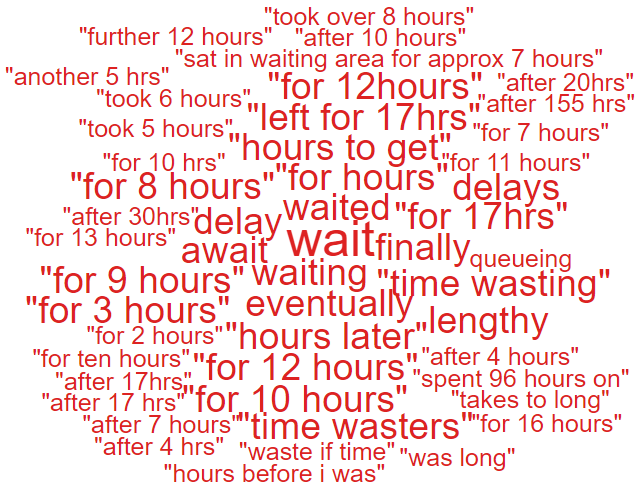 "took over 8 hours"
"further 12 hours" "after 10 hours"
"sat in waiting area for approx 7 hours"
"another 5 hrs" "for 12hours" "after 20hrs"
"took 6 hours" "left for 17hrs" "after 155 hrs"
"took 5 hours" "hours to get" "for 7 hours"
"for 10 hrs" "for hours" "for 11 hours"
"for 8 hours" waited delays
"after 30hrs" delay "for 17hrs"
"for 13 hours" await wait finally queueing
"for 9 hours" waiting "time wasting"
"for 3 hours" eventually lengthy
"for 2 hours" "hours later"
"for ten hours" "for 12 hours" "after 4 hours"
"after 17hrs" "spent 96 hours on"
"after 17 hrs" "for 10 hours" "takes to long"
"after 7 hours" "time wasters" "for 16 hours"
"after 4 hrs" "waste if time" "was long"
"hours before i was"